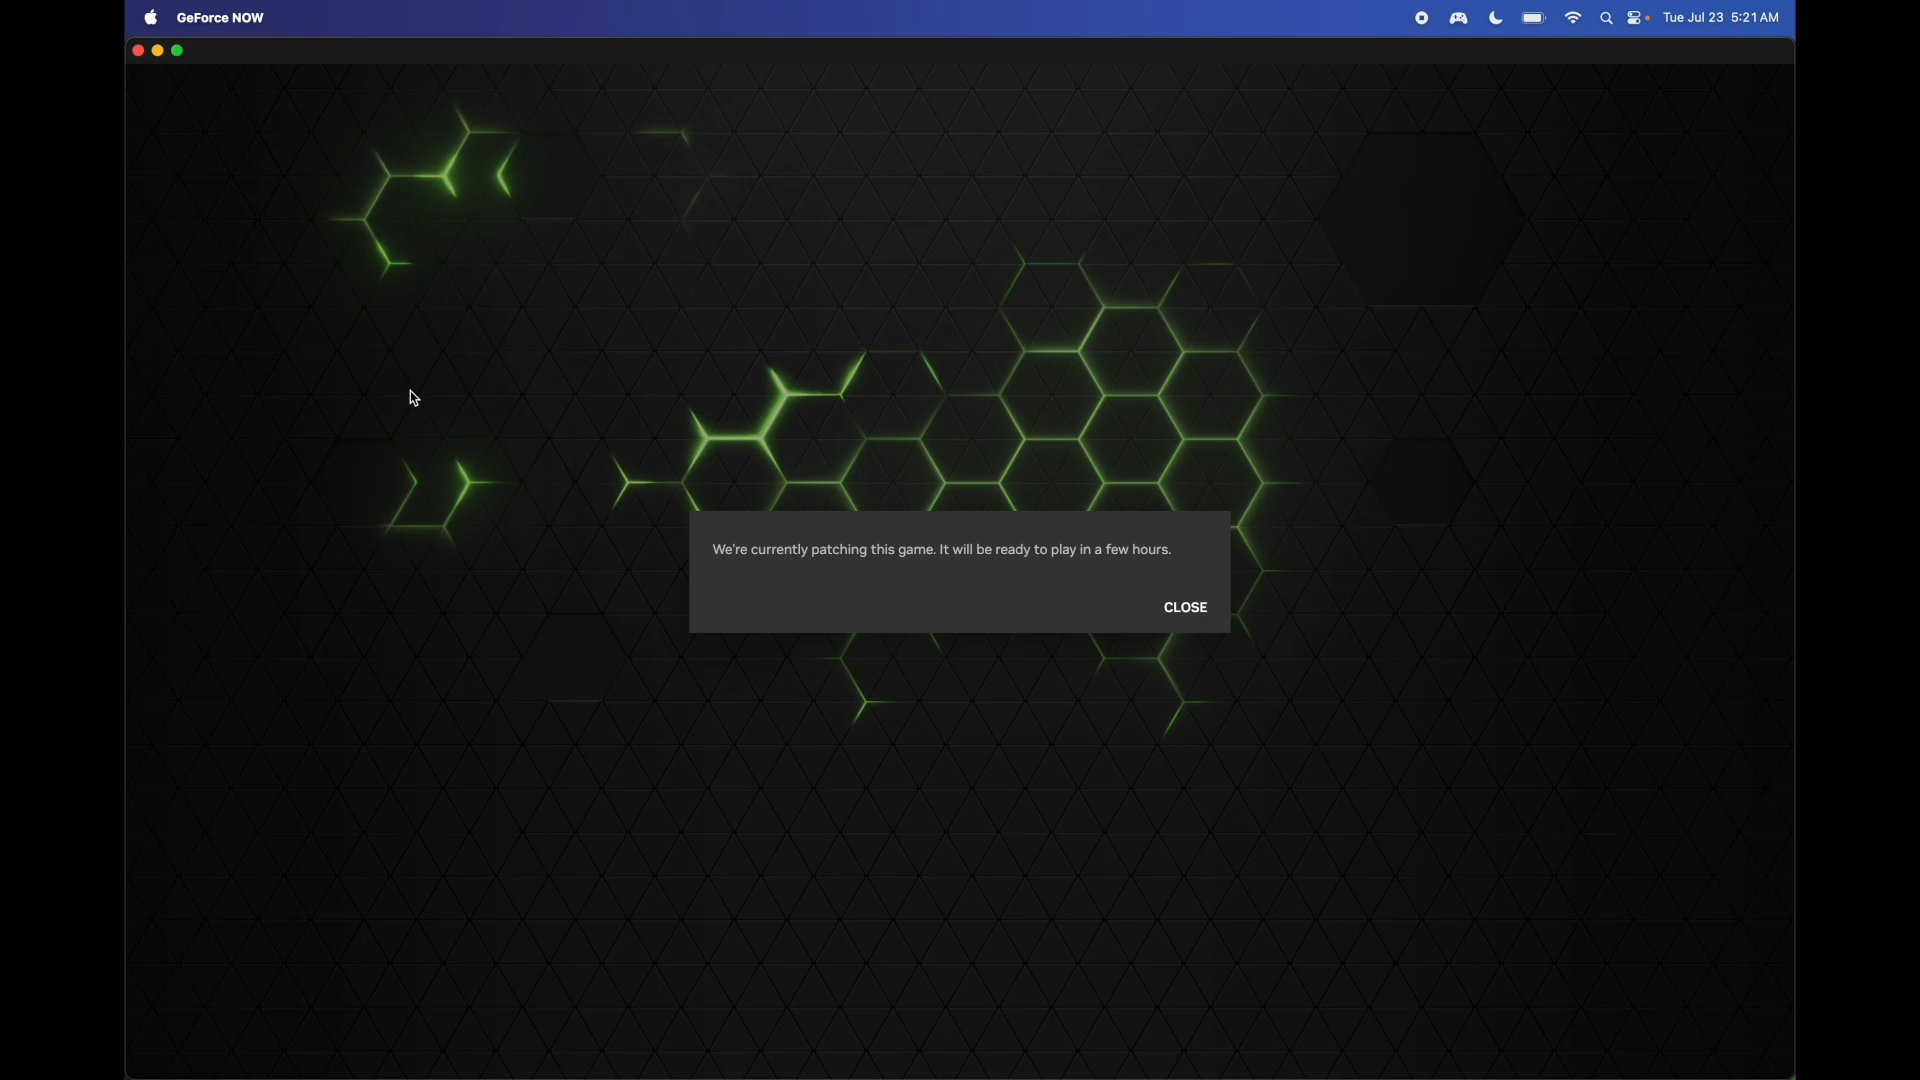 GeForce NOW
Tue Jul 23 5:21 AM
We're currently patching this game. It will be ready to play in a few hours.
CLOSE